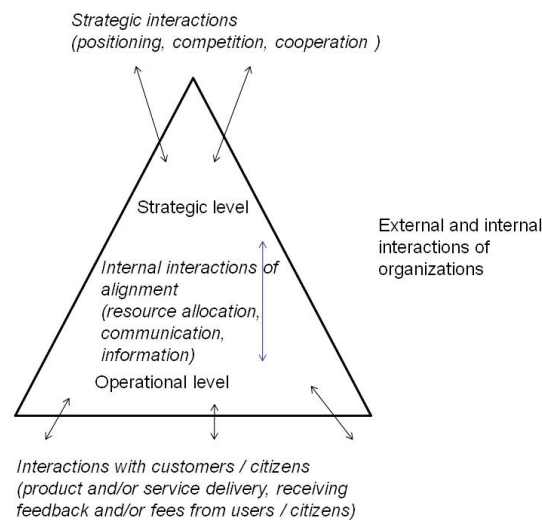 Strategic interactions
(positioning, competition, cooperation )
Strategic level
External and internal
interactions of
organizations
Internal interactions of
alignment
(resource allocation,
communication,
information)
Operational level
Interactions with customers / citizens
(product and/or service delivery, receiving
feedback and/or fees from users / citizens)